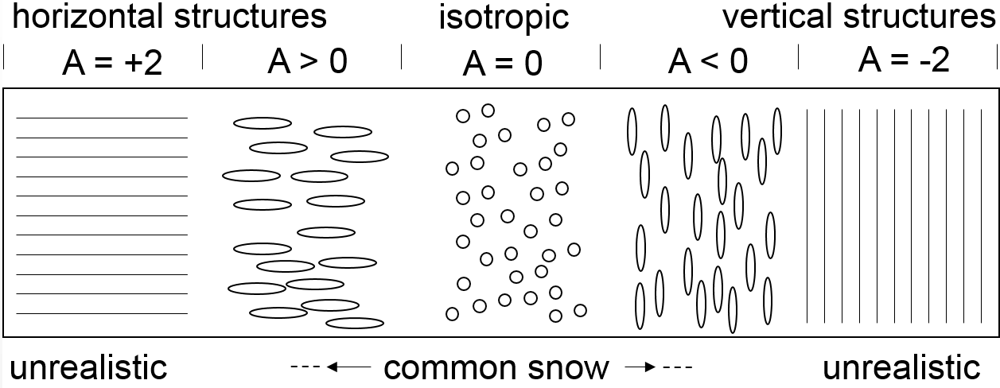 horizontal structures isotropic vertical structures
A = +2 A > 0 A = 0 A < 0 A = -2
unrealistic common snow unrealistic